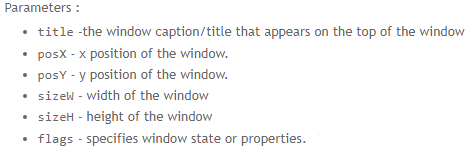 Parameters :
• title -the window caption/title that appears on the top of the window
• posX - x position of the window.
• posY - y position of the window.
• sizeW - width of the window
• sizeH - height of the window
• flags - specifies window state or properties.